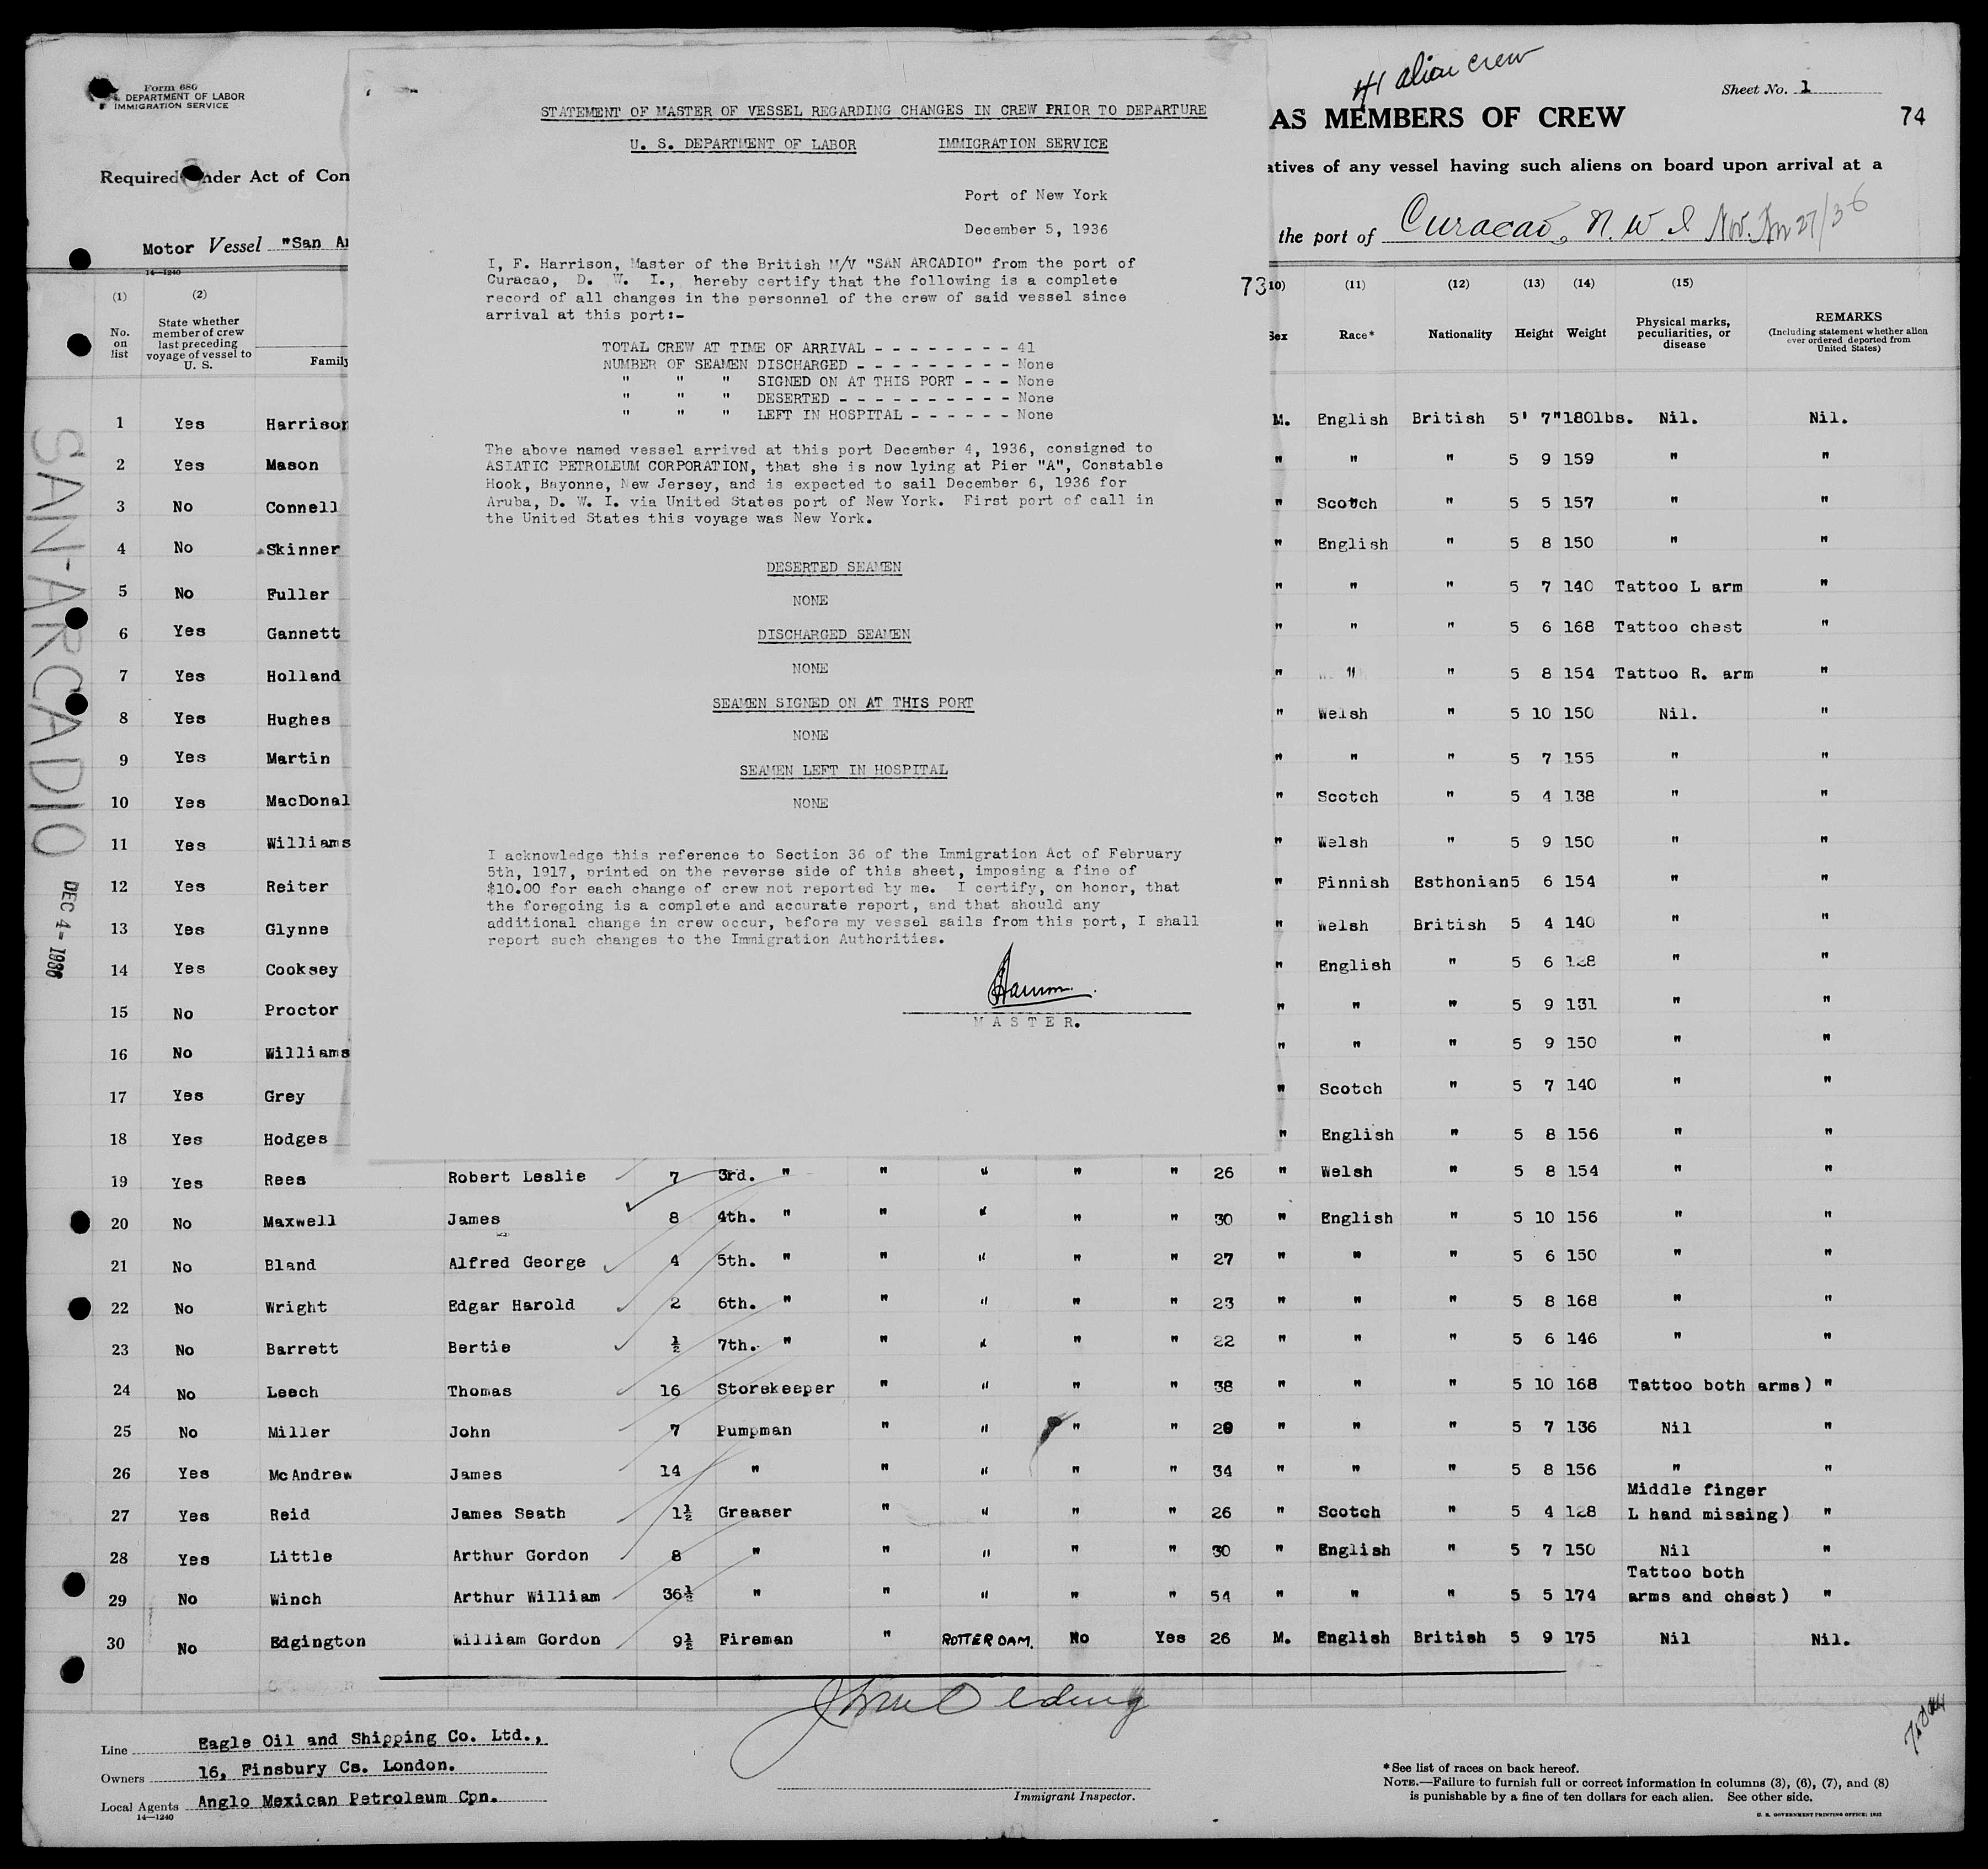 Form 680
DEPARTMENT OF LABOR
IMMIGRATION SERVICE
Required under Act of Con
Motor Vessel "San Ar
14—1240
41 alien crew
Sheet No. 1
AS MEMBERS OF CREW
74
atives of any vessel having such aliens on board upon arrival at a
the port of Curacao, N. W. I Nov. 27/36
STATEMENT OF MASTER OF VESSEL REGARDING CHANGES IN CREW PRIOR TO DEPARTURE
U. S. DEPARTMENT OF LABOR IMMIGRATION SERVICE
Port of New York
December 5, 1936
I, F. Harrison, Master of the British M/V "SAN ARCADIO" from the port of
Curacao, D. W. I., hereby certify that the following is a complete
record of all changes in the personnel of the crew of said vessel since
arrival at this port:-
TOTAL CREW AT TIME OF ARRIVAL - - - - - - - - 41
NUMBER OF SEAMEN DISCHARGED - - - - - - - - - None
" " " SIGNED ON AT THIS PORT - - - None
" " " DESERTED - - - - - - - - - - None
" " " LEFT IN HOSPITAL - - - - - - None
The above named vessel arrived at this port December 4, 1936, consigned to
ASIATIC PETROLEUM CORPORATION, that she is now lying at Pier "A", Constable
Hook, Bayonne, New Jersey, and is expected to sail December 6, 1936 for
Aruba, D. W. I. via United States port of New York. First port of call in
the United States this voyage was New York.
DESERTED SEAMEN
NONE
DISCHARGED SEAMEN
NONE
SEAMEN SIGNED ON AT THIS PORT
NONE
SEAMEN LEFT IN HOSPITAL
NONE
I acknowledge this reference to Section 36 of the Immigration Act of February
5th, 1917, printed on the reverse side of this sheet, imposing a fine of
$10.00 for each change of crew not reported by me. I certify, on honor, that
the foregoing is a complete and accurate report, and that should any
additional change in crew occur, before my vessel sails from this port, I shall
report such changes to the Immigration Authorities.
MASTER.
73
SAN-ARCADIO
DEC 4- 1936
(1) (2) 10) (11) (12) (13) (14) (15)
No. on list
State whether member of crew last preceding voyage of vessel to U. S.
Family
Sex Race* Nationality Height Weight
Physical marks, peculiarities, or disease
REMARKS
(Including statement whether alien ever ordered deported from United States)
1 Yes Harrison M. English British 5' 7" 180lbs. Nil. Nil.
2 Yes Mason " " " 5 9 159 " "
3 No Connell " Scotch " 5 5 157 " "
4 No Skinner " English " 5 8 150 " "
5 No Fuller " " " 5 7 140 Tattoo L arm "
6 Yes Gannett " " " 5 6 168 Tattoo chest "
7 Yes Holland " " " 5 8 154 Tattoo R. arm "
8 Yes Hughes " Welsh " 5 10 150 Nil. "
9 Yes Martin " " " 5 7 155 " "
10 Yes MacDonal " Scotch " 5 4 138 " "
11 Yes Williams " Welsh " 5 9 150 " "
12 Yes Reiter " Finnish Esthonian 5 6 154 " "
13 Yes Glynne " Welsh British 5 4 140 " "
14 Yes Cooksey " English " 5 6 128 " "
15 No Proctor " " " 5 9 131 " "
16 No Williams " " " 5 9 150 " "
17 Yes Grey " Scotch " 5 7 140 " "
18 Yes Hodges " English " 5 8 156 " "
19 Yes Rees Robert Leslie 7 3rd. " " " " " 26 " Welsh " 5 8 154 " "
20 No Maxwell James 8 4th. " " " " " 30 " English " 5 10 156 " "
21 No Bland Alfred George 4 5th. " " " " " 27 " " " 5 6 150 " "
22 No Wright Edgar Harold 2 6th. " " " " " 23 " " " 5 8 168 " "
23 No Barrett Bertie ½ 7th. " " " " " 22 " " " 5 6 146 " "
24 No Leech Thomas 16 Storekeeper " " " " 38 " " " 5 10 168 Tattoo both arms) "
25 No Miller John 7 Pumpman " " " 28 " " " 5 7 136 Nil "
26 Yes McAndrew James 14 " " " " 34 " " " 5 8 156 " "
27 Yes Reid James Seath 1½ Greaser " " " " 26 " Scotch " 5 4 128 Middle finger L hand missing) "
28 Yes Little Arthur Gordon 8 " " " " " 30 " English " 5 7 150 Nil "
29 No Winch Arthur William 36½ " " " " " 54 " " " 5 5 174 Tattoo both arms and chest) "
30 No Edgington William Gordon 9½ Fireman " ROTTERDAM. No Yes 26 M. English British 5 9 175 Nil Nil.
Line Eagle Oil and Shipping Co. Ltd.,
Owners 16, Finsbury Cs. London.
Local Agents Anglo Mexican Petroleum Cpn.
14—1240
Immigrant Inspector.
*See list of races on back hereof.
NOTE.—Failure to furnish full or correct information in columns (3), (6), (7), and (8)
is punishable by a fine of ten dollars for each alien. See other side.
U. S. GOVERNMENT PRINTING OFFICE: 1932